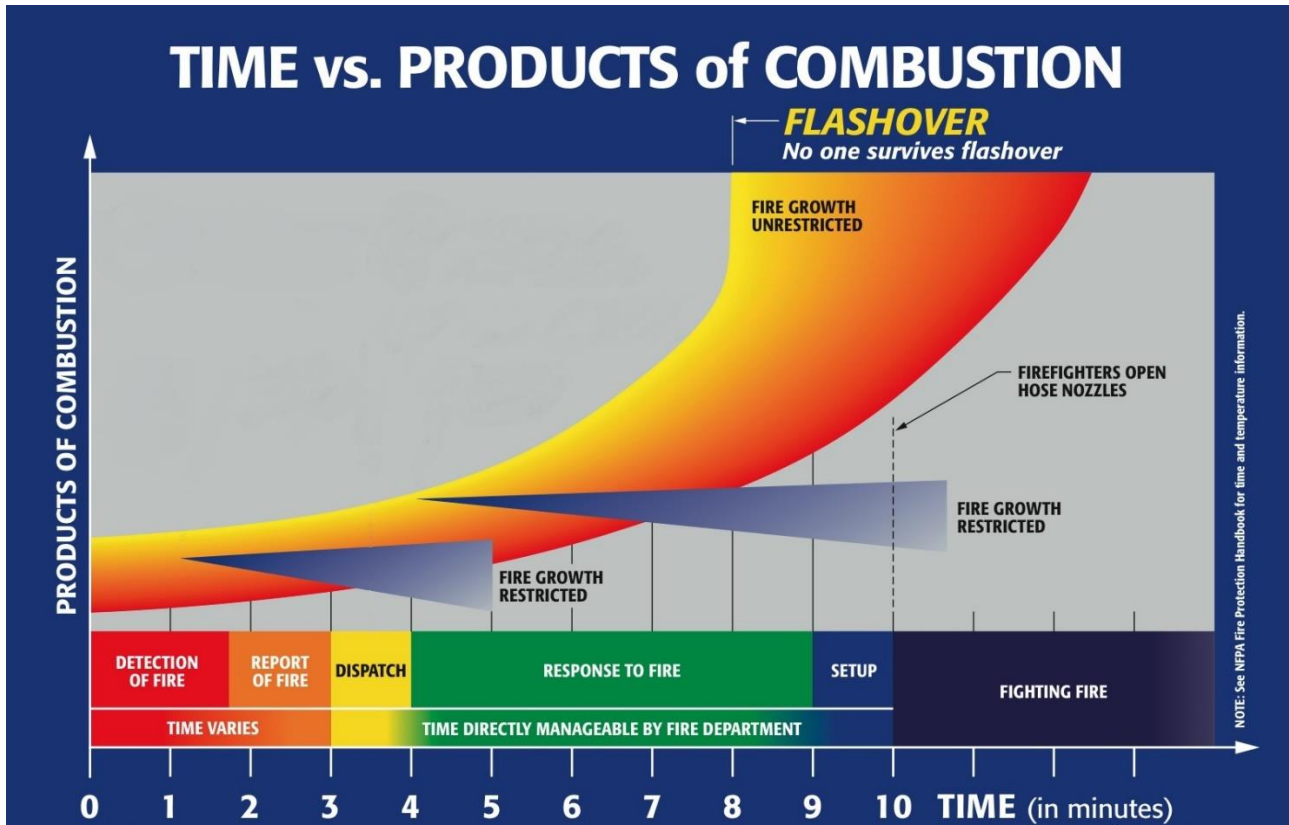 TIME vs. PRODUCTS of COMBUSTION
FLASHOVER
No one survives flashover
PRODUCTS OF COMBUSTION
FIRE GROWTH
UNRESTRICTED
FIREFIGHTERS OPEN
HOSE NOZZLES
FIRE GROWTH
RESTRICTED
FIRE GROWTH
RESTRICTED
NOTE: See NFPA Fire Protection Handbook for time and temperature information.
DETECTION
OF FIRE
REPORT
OF FIRE
DISPATCH
RESPONSE TO FIRE
SETUP
FIGHTING FIRE
TIME VARIES
TIME DIRECTLY MANAGEABLE BY FIRE DEPARTMENT
0 1 2 3 4 5 6 7 8 9 10 TIME (in minutes)